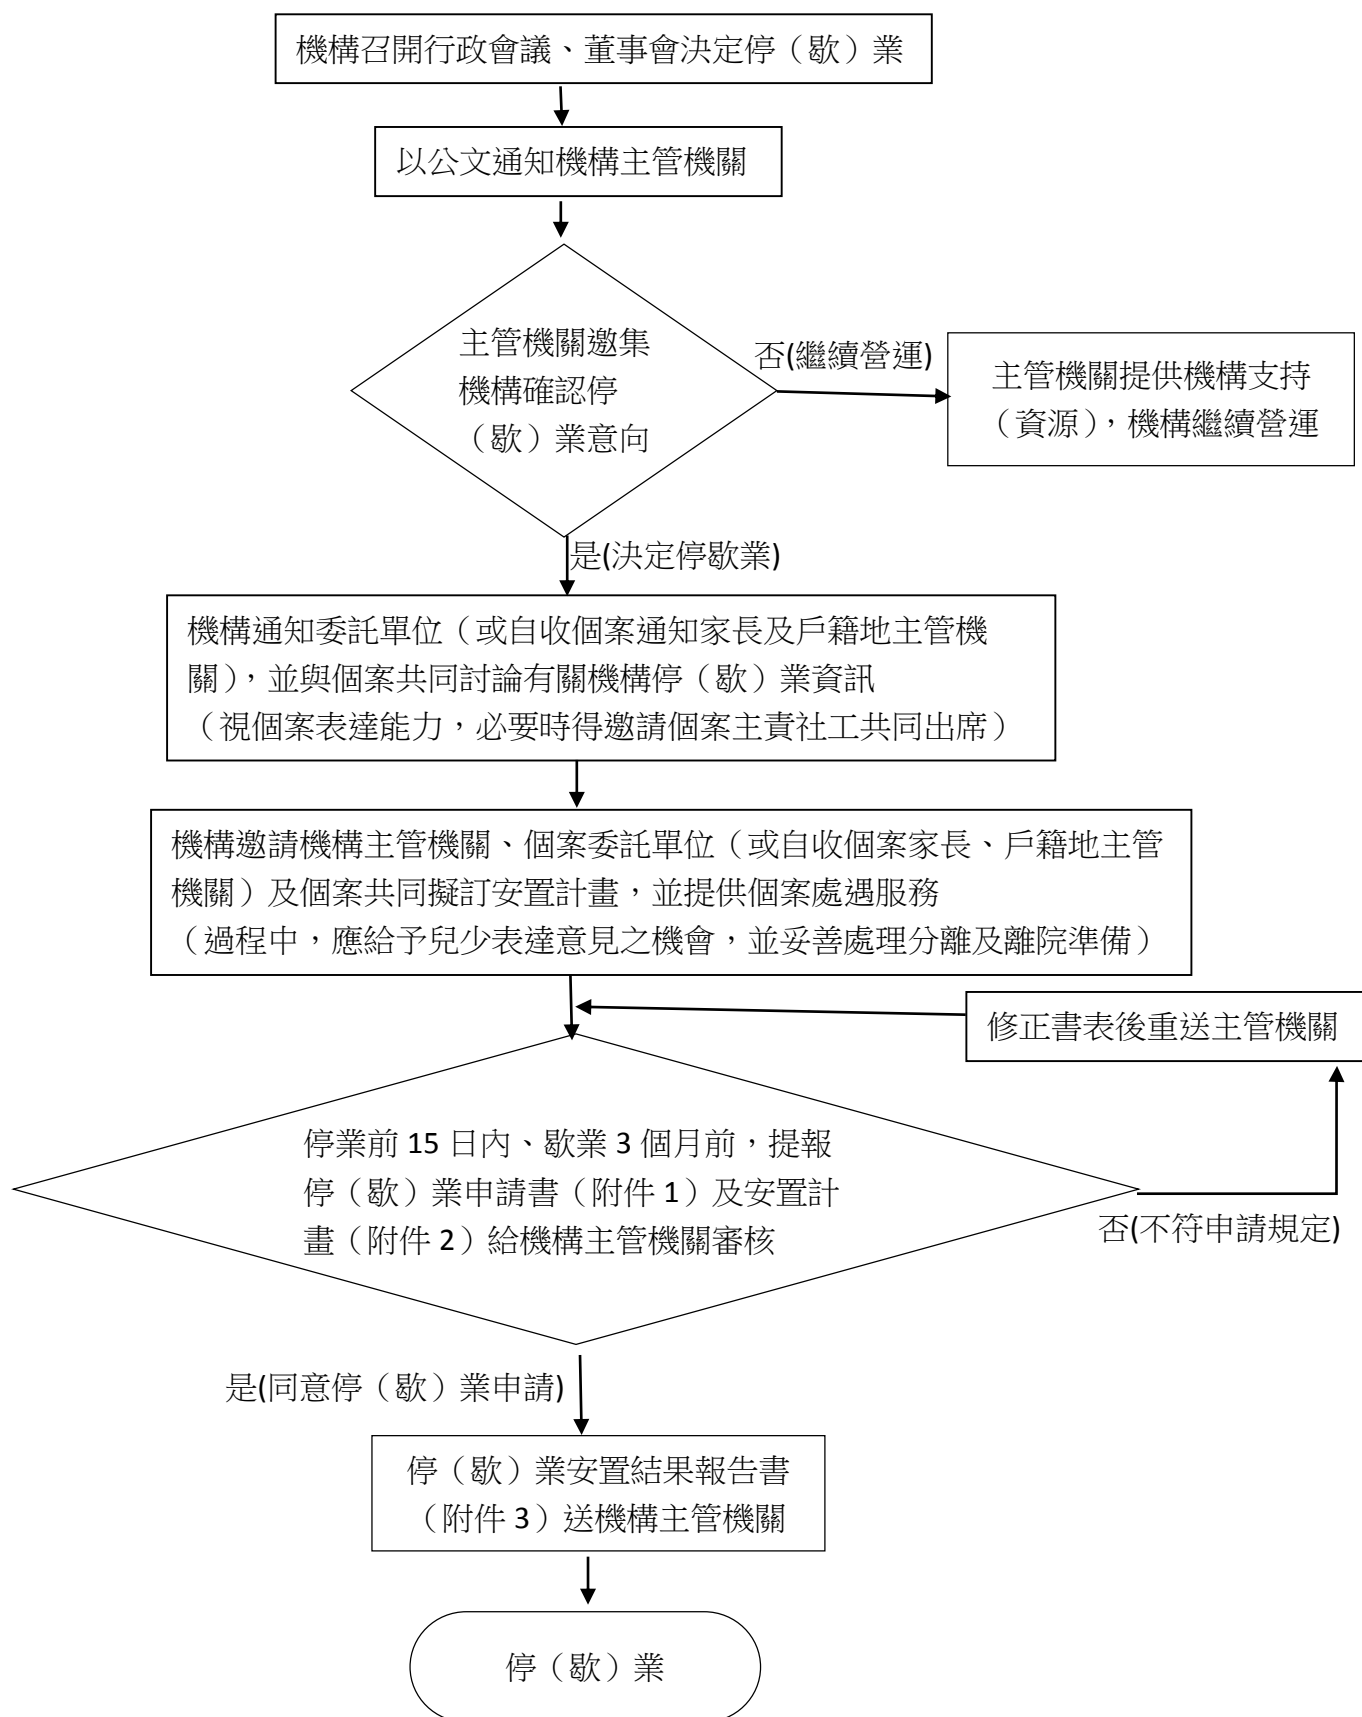 機構召開行政會議、董事會決定停（歇）業
以公文通知機構主管機關
主管機關邀集
機構確認停
（歇）業意向
否(繼續營運)
主管機關提供機構支持
（資源），機構繼續營運
是(決定停歇業)
機構通知委託單位（或自收個案通知家長及戶籍地主管機
關），並與個案共同討論有關機構停（歇）業資訊
（視個案表達能力，必要時得邀請個案主責社工共同出席）
機構邀請機構主管機關、個案委託單位（或自收個案家長、戶籍地主管
機關）及個案共同擬訂安置計畫，並提供個案處遇服務
（過程中，應給予兒少表達意見之機會，並妥善處理分離及離院準備）
修正書表後重送主管機關
停業前 15 日內、歇業 3 個月前，提報
停（歇）業申請書（附件 1）及安置計
畫（附件 2）給機構主管機關審核
否(不符申請規定)
是(同意停（歇）業申請)
停（歇）業安置結果報告書
（附件 3）送機構主管機關
停（歇）業